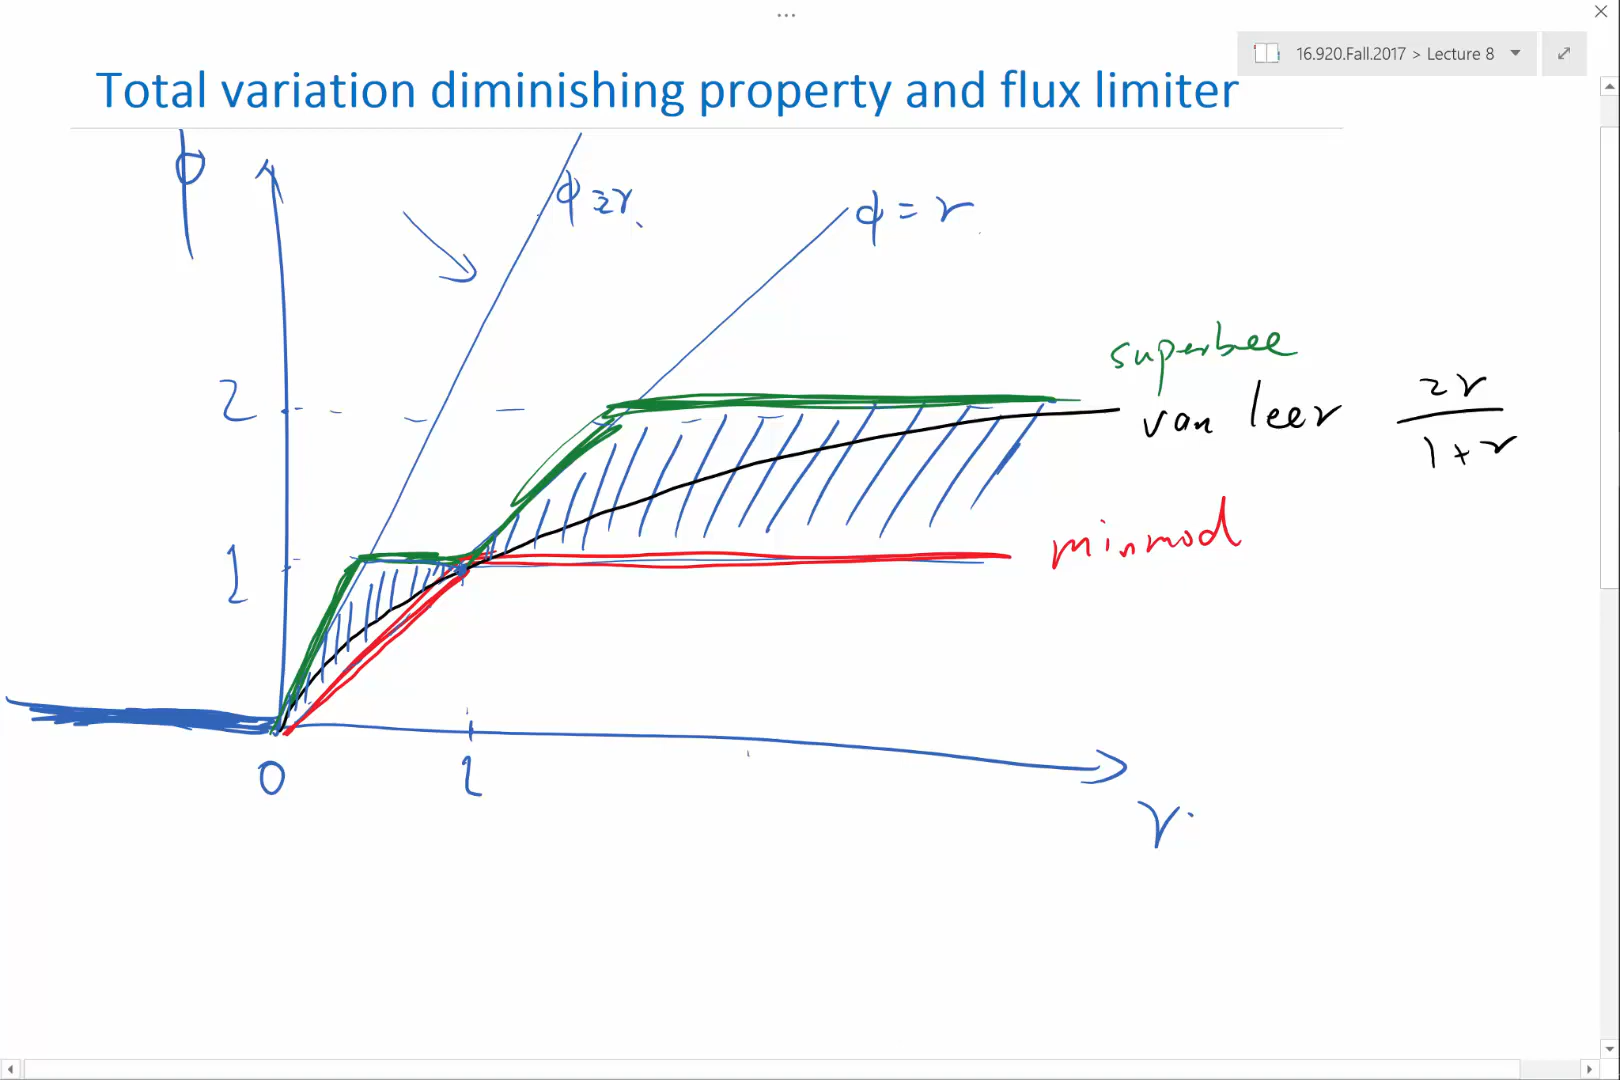 16.920.Fall.2017 > Lecture 8
Total variation diminishing property and flux limiter
ϕ
ϕ=2r.
ϕ = r
superbee
2
van leer
2r
1+r
1
minmod
0
1
r